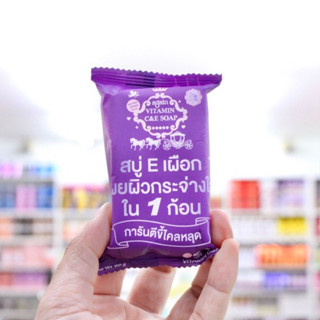 VITAMIN
C&E SOAP
สบู่ E เผือก
ผิวกระจ่าง
ใน 1 ก้อน
การันตีขี้ไคลหลุด